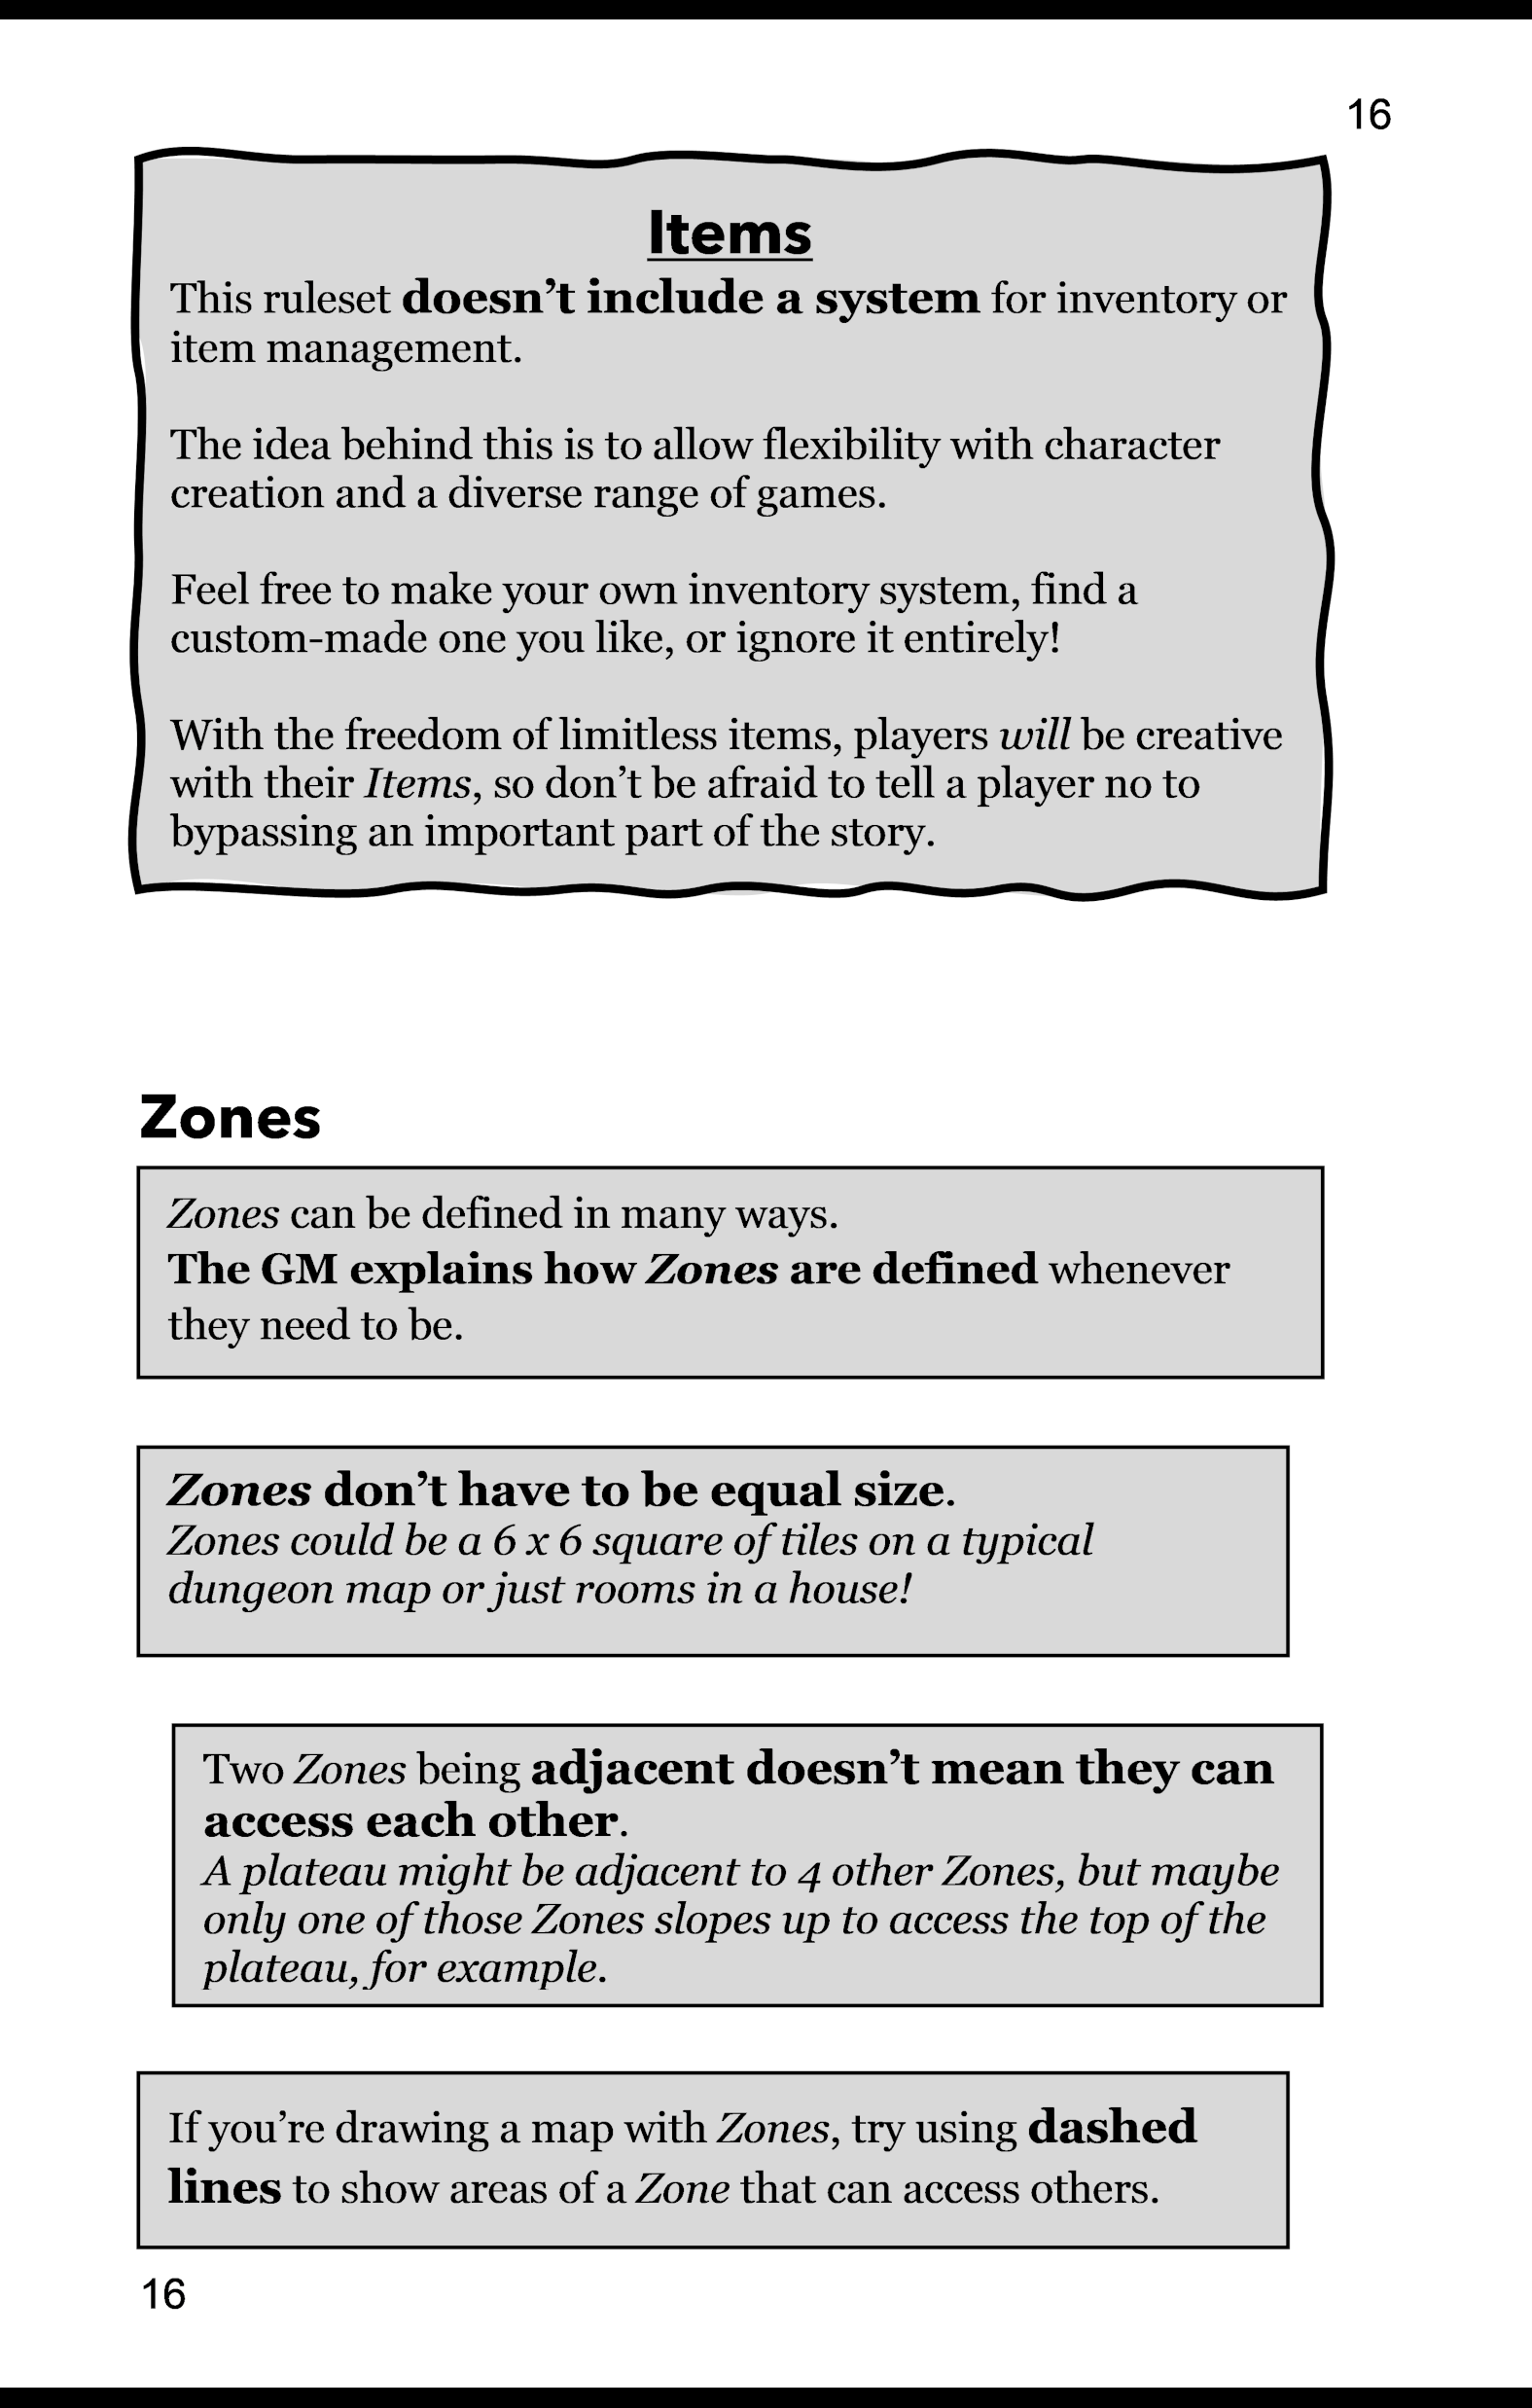 16
Items
This ruleset doesn’t include a system for inventory or
item management.
The idea behind this is to allow flexibility with character
creation and a diverse range of games.
Feel free to make your own inventory system, find a
custom-made one you like, or ignore it entirely!
With the freedom of limitless items, players will be creative
with their Items, so don’t be afraid to tell a player no to
bypassing an important part of the story.
Zones
Zones can be defined in many ways.
The GM explains how Zones are defined whenever
they need to be.
Zones don’t have to be equal size.
Zones could be a 6 x 6 square of tiles on a typical
dungeon map or just rooms in a house!
Two Zones being adjacent doesn’t mean they can
access each other.
A plateau might be adjacent to 4 other Zones, but maybe
only one of those Zones slopes up to access the top of the
plateau, for example.
If you’re drawing a map with Zones, try using dashed
lines to show areas of a Zone that can access others.
16